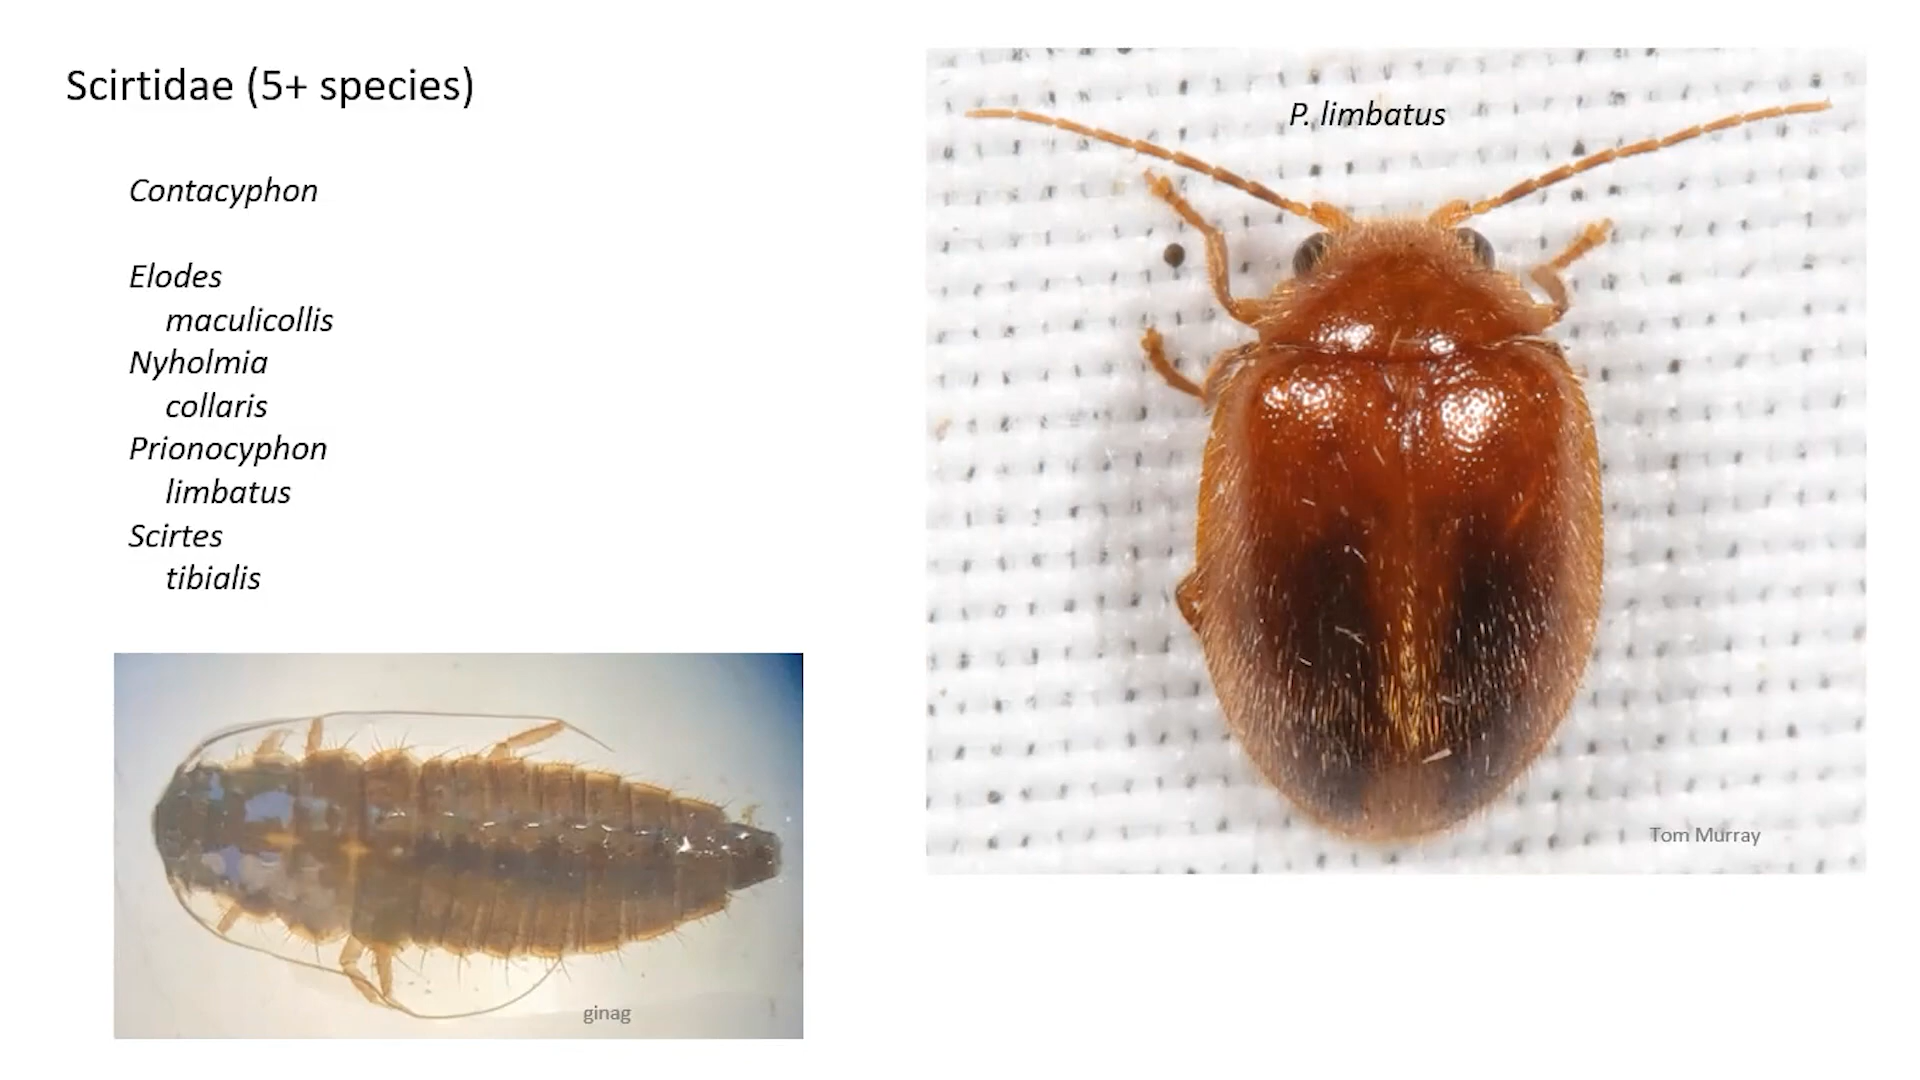 Scirtidae (5+ species)
Contacyphon
Elodes
maculicollis
Nyholmia
collaris
Prionocyphon
limbatus
Scirtes
tibialis
ginag
P. limbatus
Tom Murray